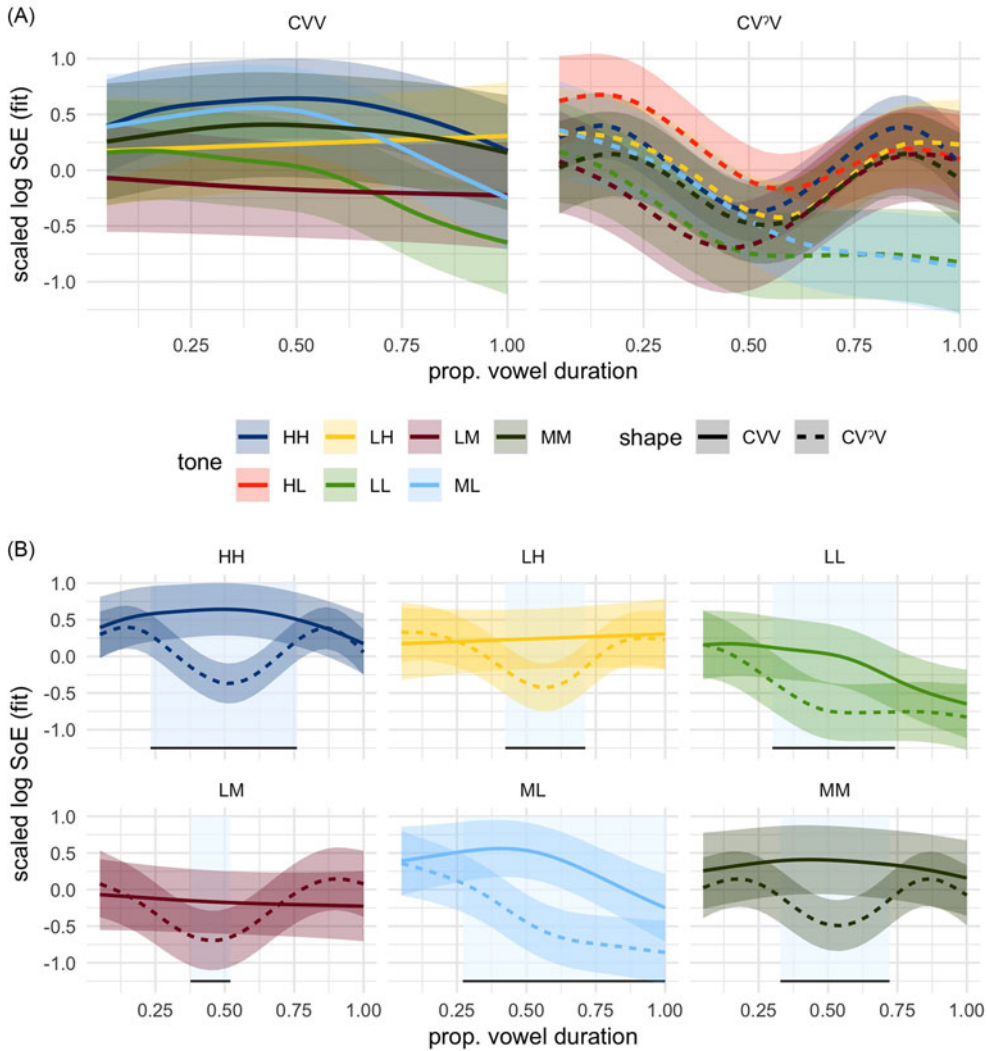 (A)
CVV CVˀV
scaled log SoE (fit)
1.0
0.5
0.0
-0.5
-1.0
0.25 0.50 0.75 1.00 0.25 0.50 0.75 1.00
prop. vowel duration
tone
HH LH LM MM
HL LL ML
shape CVV CVˀV
(B)
HH LH LL
scaled log SoE (fit)
1.0
0.5
0.0
-0.5
-1.0
LM ML MM
1.0
0.5
0.0
-0.5
-1.0
0.25 0.50 0.75 1.00 0.25 0.50 0.75 1.00 0.25 0.50 0.75 1.00
prop. vowel duration